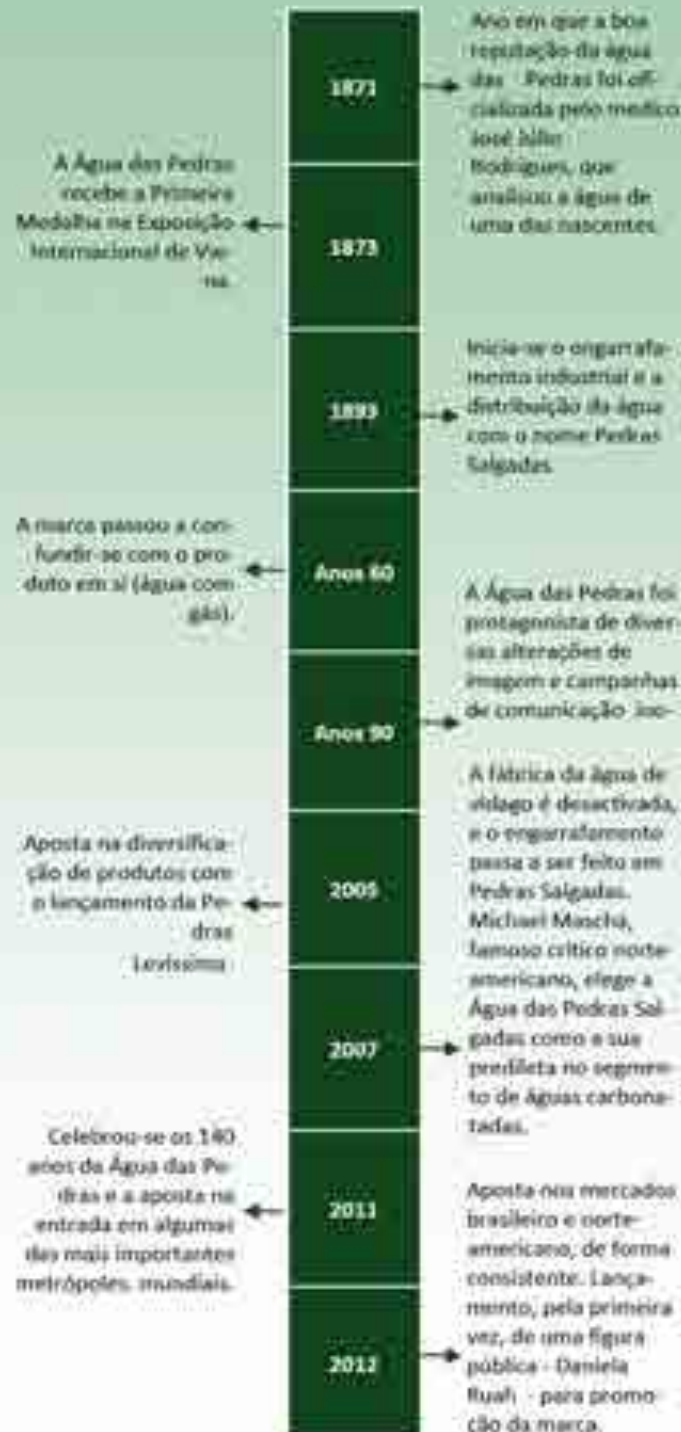 1871
Ano em que a boa
reputação da água
das Pedras foi ofi-
cializada pelo medico
José Júlio
Rodrigues, que
analisou a água de
uma das nascentes.
A Água das Pedras
recebe a Primeira
Medalha na Exposição
Internacional de Vie-
na.
1873
1893
Inicia-se o engarrafa-
mento industrial e a
distribuição da água
com o nome Pedras
Salgadas.
A marca passou a con-
fundir-se com o pro-
duto em si (água com
gás).
Anos 60
Anos 90
A Água das Pedras foi
protagonista de diver-
sas alterações de
imagem e campanhas
de comunicação ino-
Aposta na diversifica-
ção de produtos com
o lançamento da Pe-
dras
Levíssima
2005
2007
A fábrica da água de
vidago é desactivada,
e o engarrafamento
passa a ser feito em
Pedras Salgadas.
Michael Mascha,
famoso crítico norte-
americano, elege a
Água das Pedras Sal-
gadas como a sua
predileta no segmen-
to de águas carbona-
tadas.
Celebrou-se os 140
anos da Água das Pe-
dras e a aposta na
entrada em algumas
das mais importantes
metrópoles mundiais.
2011
2012
Aposta nos mercados
brasileiro e norte-
americano, de forma
consistente. Lança-
mento, pela primeira
vez, de uma figura
pública - Daniela
Ruah - para promo-
ção da marca.